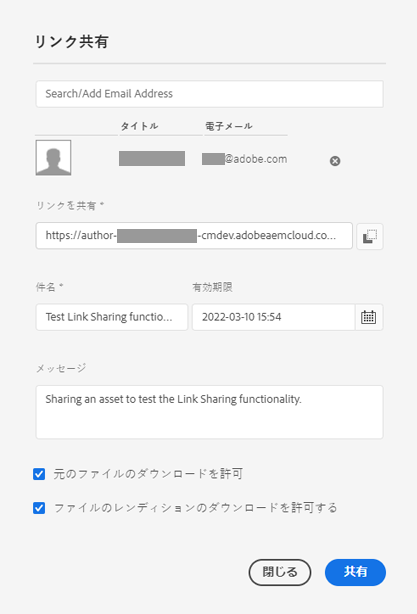 リンク共有
Search/Add Email Address
タイトル 電子メール
@adobe.com
リンクを共有 *
https://author- -cmdev.adobeaemcloud.co...
件名 * 有効期限
Test Link Sharing functio... 2022-03-10 15:54
メッセージ
Sharing an asset to test the Link Sharing functionality.
元のファイルのダウンロードを許可
ファイルのレンディションのダウンロードを許可する
閉じる 共有